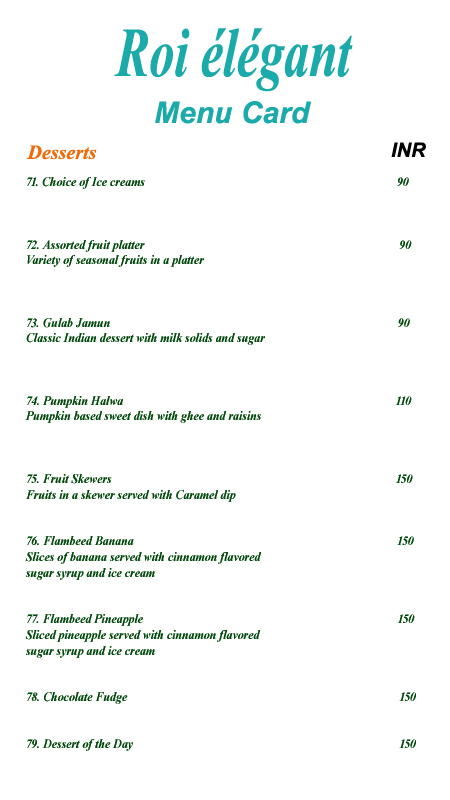 Roi élégant
Menu Card
Desserts INR
71. Choice of Ice creams 90
72. Assorted fruit platter 90
Variety of seasonal fruits in a platter
73. Gulab Jamun 90
Classic Indian dessert with milk solids and sugar
74. Pumpkin Halwa 110
Pumpkin based sweet dish with ghee and raisins
75. Fruit Skewers 150
Fruits in a skewer served with Caramel dip
76. Flambeed Banana 150
Slices of banana served with cinnamon flavored
sugar syrup and ice cream
77. Flambeed Pineapple 150
Sliced pineapple served with cinnamon flavored
sugar syrup and ice cream
78. Chocolate Fudge 150
79. Dessert of the Day 150